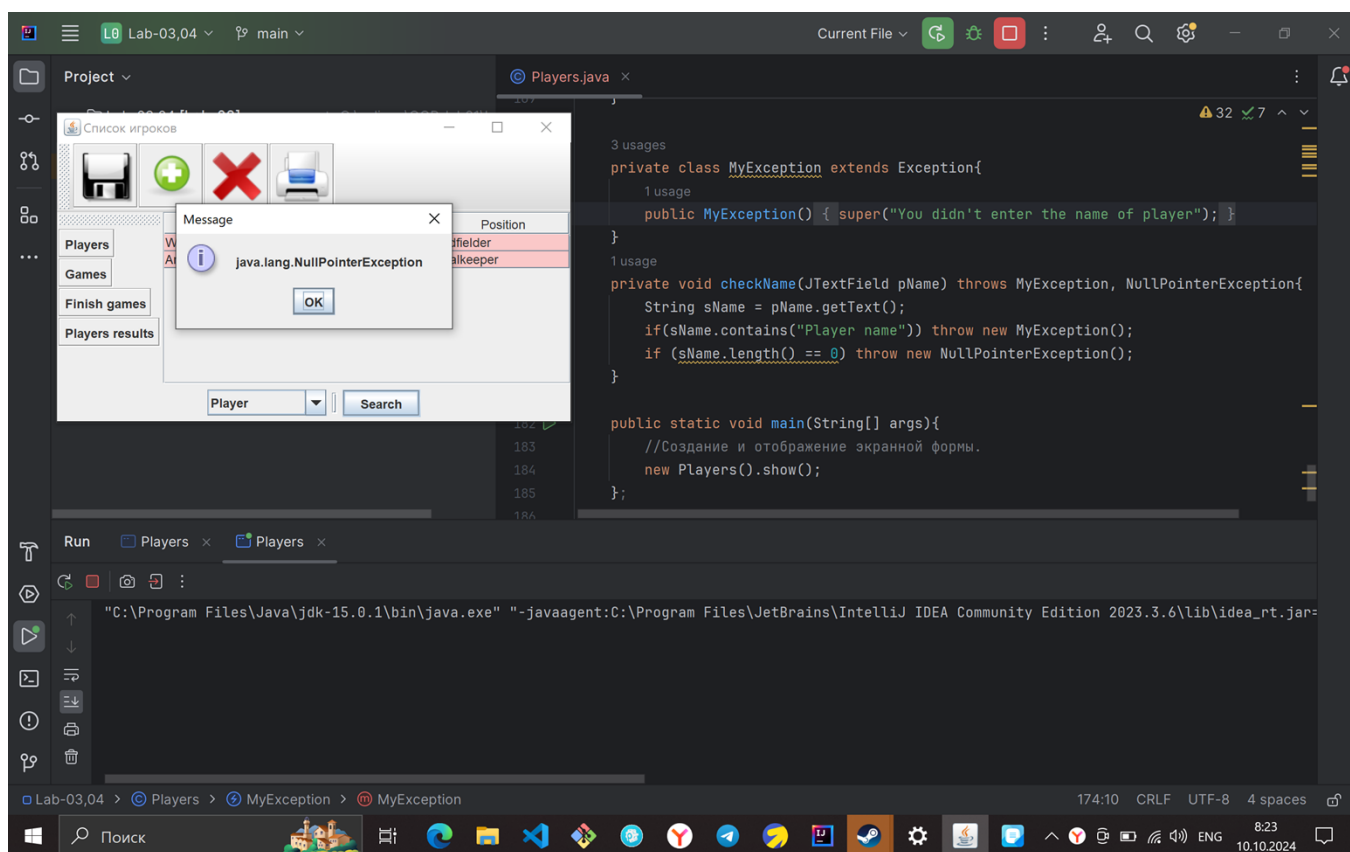 L0 Lab-03,04 main Current File
Project
Players.java
32 7
Список игроков
Message
java.lang.NullPointerException
OK
Position
Players
Games
Finish games
Players results
Player Search
3 usages
private class MyException extends Exception{
1 usage
public MyException() { super("You didn't enter the name of player"); }
}
1 usage
private void checkName(JTextField pName) throws MyException, NullPointerException{
String sName = pName.getText();
if(sName.contains("Player name")) throw new MyException();
if (sName.length() == 0) throw new NullPointerException();
}
182 public static void main(String[] args){
183 //Создание и отображение экранной формы.
184 new Players().show();
185 };
186
Run Players Players
"C:\Program Files\Java\jdk-15.0.1\bin\java.exe" "-javaagent:C:\Program Files\JetBrains\IntelliJ IDEA Community Edition 2023.3.6\lib\idea_rt.jar=
Lab-03,04 > Players > MyException > MyException 174:10 CRLF UTF-8 4 spaces
Поиск ENG 8:23
10.10.2024